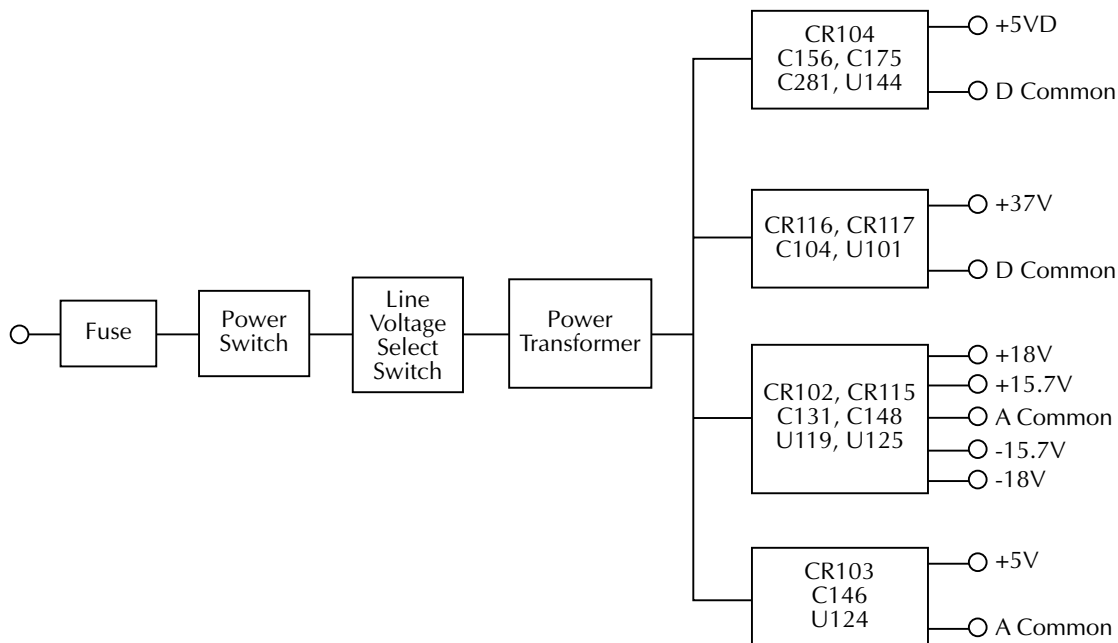 Fuse
Power
Switch
Line
Voltage
Select
Switch
Power
Transformer
CR104
C156, C175
C281, U144
+5VD
D Common
CR116, CR117
C104, U101
+37V
D Common
CR102, CR115
C131, C148
U119, U125
+18V
+15.7V
A Common
-15.7V
-18V
CR103
C146
U124
+5V
A Common